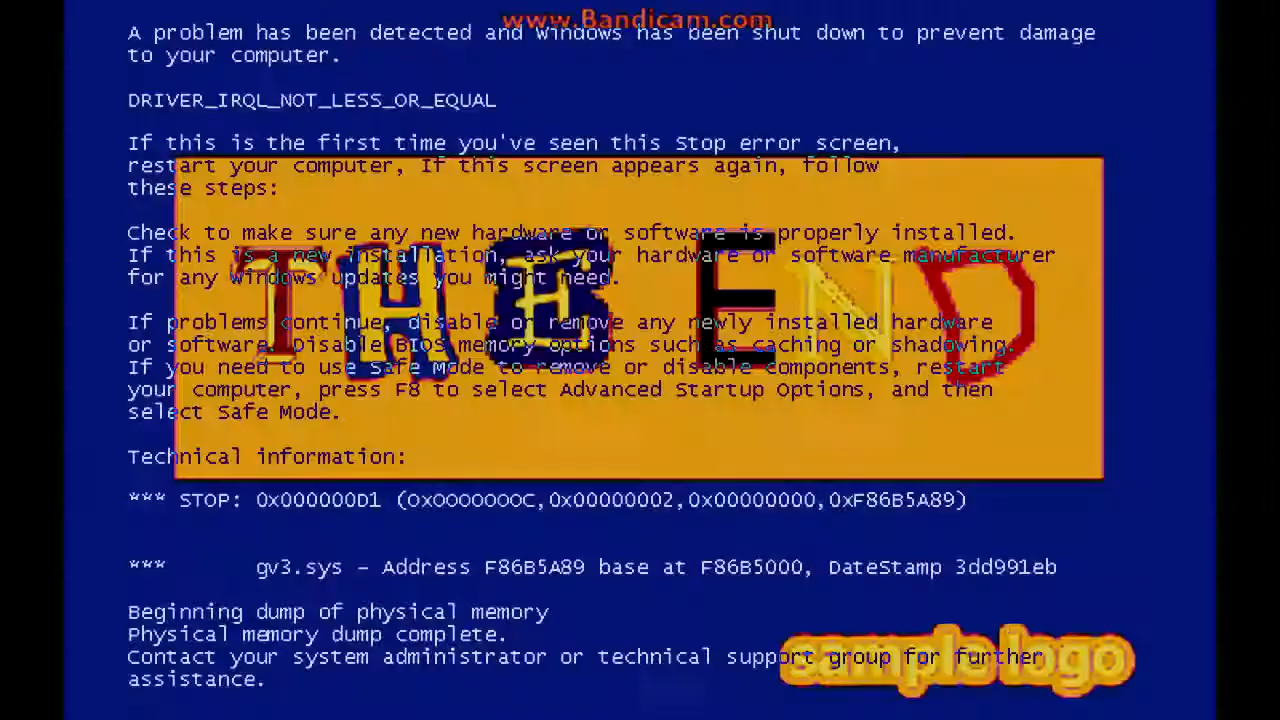 www.Bandicam.com
A problem has been detected and Windows has been shut down to prevent damage
to your computer.
DRIVER_IRQL_NOT_LESS_OR_EQUAL
If this is the first time you've seen this Stop error screen,
restart your computer, If this screen appears again, follow
these steps:
Check to make sure any new hardware or software is properly installed.
If this is a new installation, ask your hardware or software manufacturer
for any Windows updates you might need.
THE END
If problems continue, disable or remove any newly installed hardware
or software. Disable BIOS memory options such as caching or shadowing.
If you need to use Safe Mode to remove or disable components, restart
your computer, press F8 to select Advanced Startup Options, and then
select Safe Mode.
Technical information:
*** STOP: 0x000000D1 (0x0000000C,0x00000002,0x00000000,0xF86B5A89)
*** gv3.sys – Address F86B5A89 base at F86B5000, DateStamp 3dd991eb
Beginning dump of physical memory
Physical memory dump complete.
Contact your system administrator or technical support group for further
assistance.
sample logo